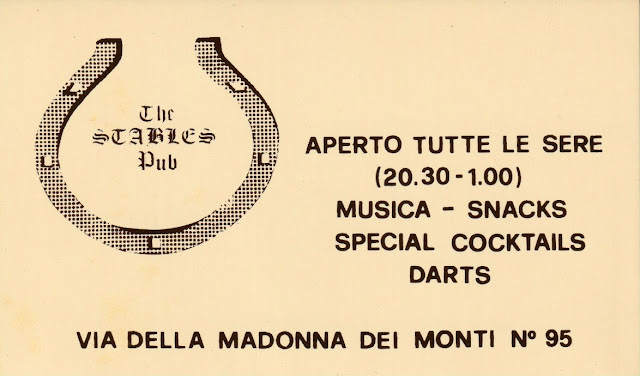 The
STABLES
Pub
APERTO TUTTE LE SERE
(20.30 - 1.00)
MUSICA - SNACKS
SPECIAL COCKTAILS
DARTS
VIA DELLA MADONNA DEI MONTI Nº 95